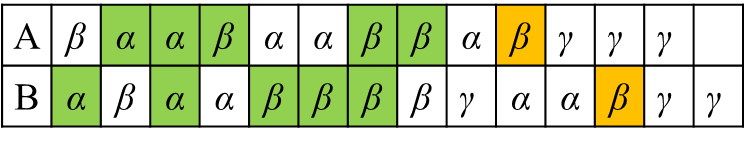 A β α α β α α β β α β γ γ γ
B α β α α β β β β γ α α β γ γ